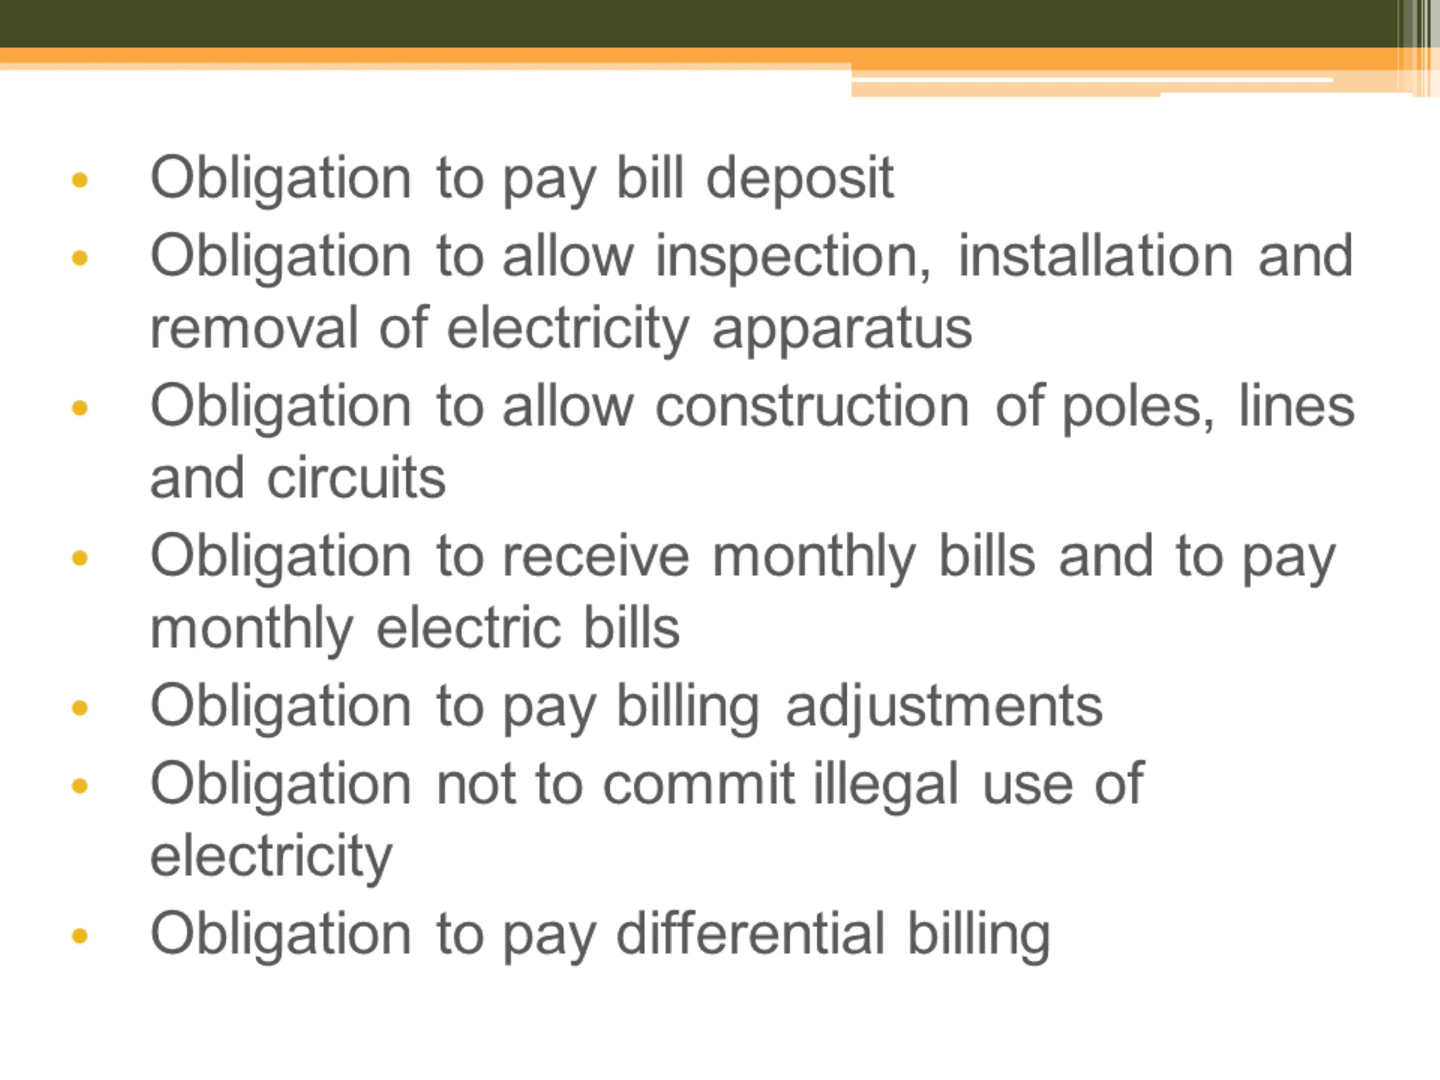 • Obligation to pay bill deposit
• Obligation to allow inspection, installation and
removal of electricity apparatus
• Obligation to allow construction of poles, lines
and circuits
• Obligation to receive monthly bills and to pay
monthly electric bills
• Obligation to pay billing adjustments
• Obligation not to commit illegal use of
electricity
• Obligation to pay differential billing